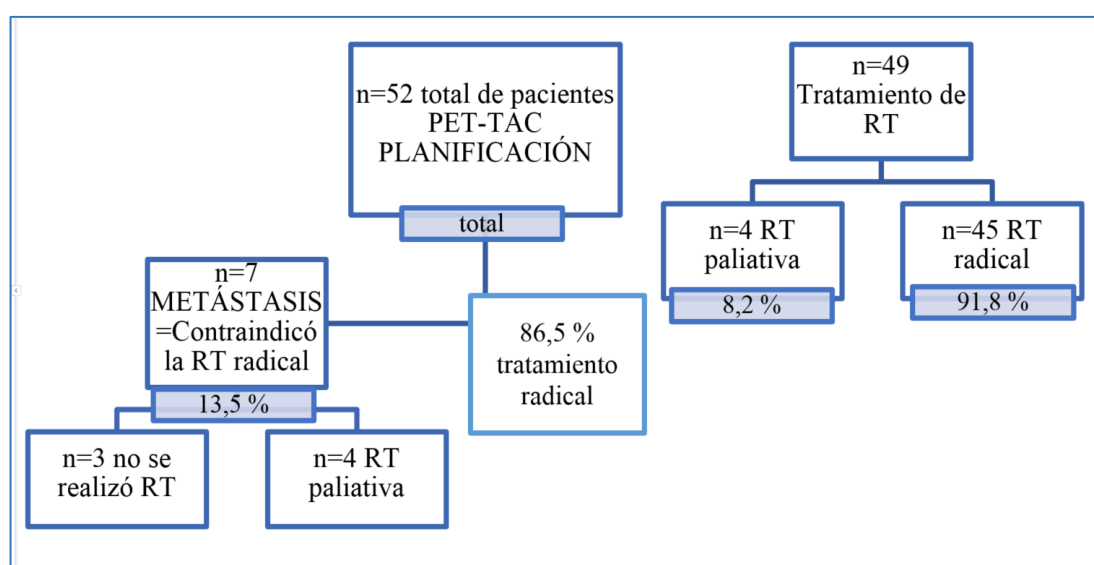 n=52 total de pacientes
PET-TAC
PLANIFICACIÓN
total
n=7
METÁSTASIS
=Contraindicó
la RT radical
13,5 %
86,5 %
tratamiento
radical
n=3 no se
realizó RT
n=4 RT
paliativa
n=49
Tratamiento de
RT
n=4 RT
paliativa
8,2 %
n=45 RT
radical
91,8 %